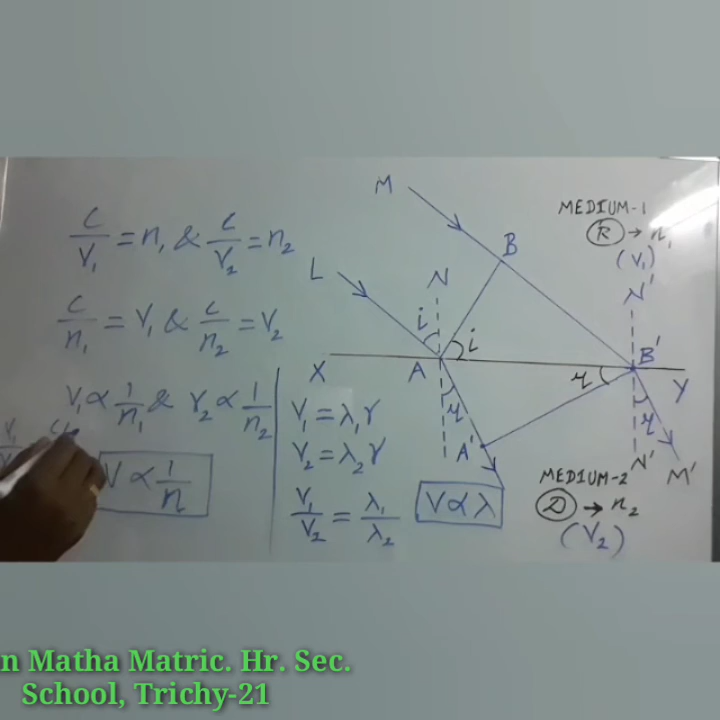 C/V₁ = n₁ & C/V₂ = n₂
C/n₁ = V₁ & C/n₂ = V₂
V₁ ∝ 1/n₁ & V₂ ∝ 1/n₂
V ∝ 1/n
V₁ = λ₁γ
V₂ = λ₂γ
V₁/V₂ = λ₁/λ₂
V ∝ λ
M
B
L
N
i
i
X
A
r
A'
MEDIUM-1
R → n₁
(V₁)
N'
B'
r
Y
r
N'
M'
MEDIUM-2
D → n₂
(V₂)
n Matha Matric. Hr. Sec.
School, Trichy-21